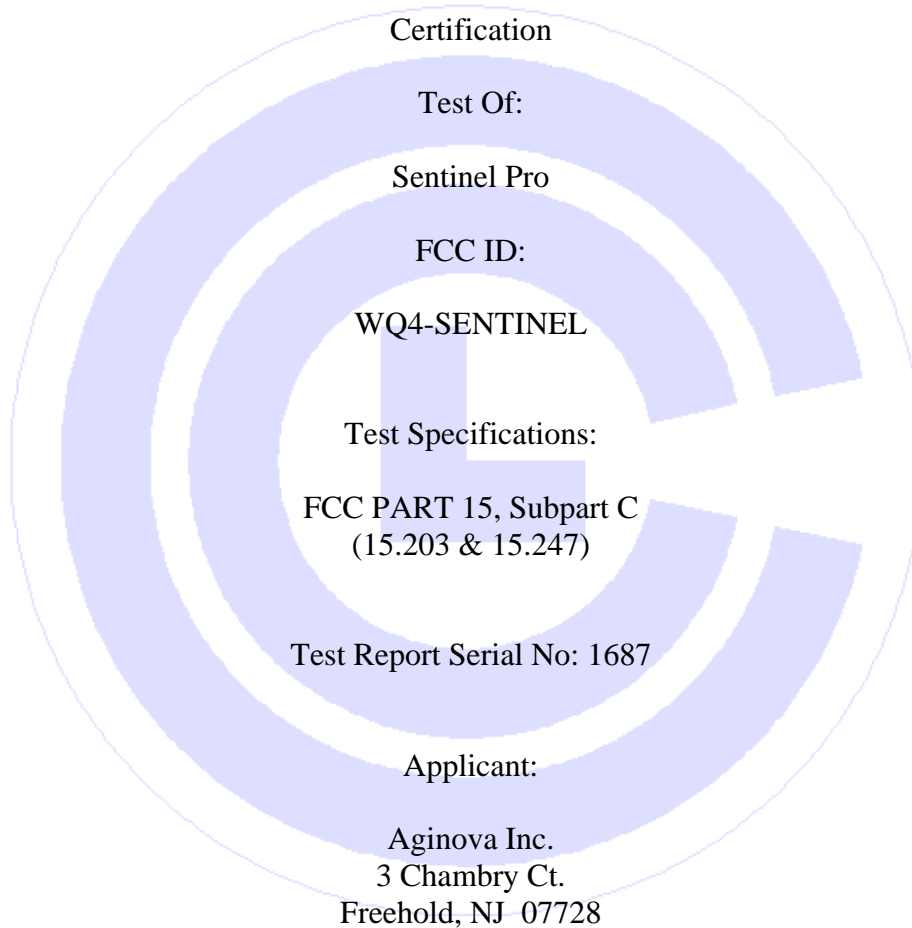 Certification
Test Of:
Sentinel Pro
FCC ID:
WQ4-SENTINEL
Test Specifications:
FCC PART 15, Subpart C
(15.203 & 15.247)
Test Report Serial No: 1687
Applicant:
Aginova Inc.
3 Chambry Ct.
Freehold, NJ  07728